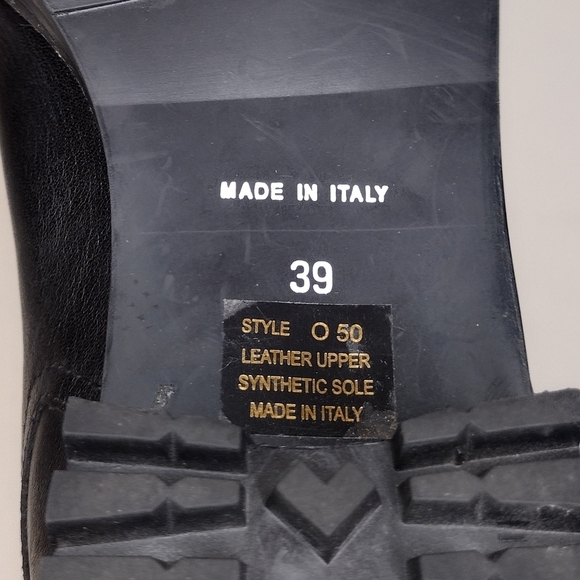 MADE IN ITALY
39
STYLE O 50
LEATHER UPPER
SYNTHETIC SOLE
MADE IN ITALY